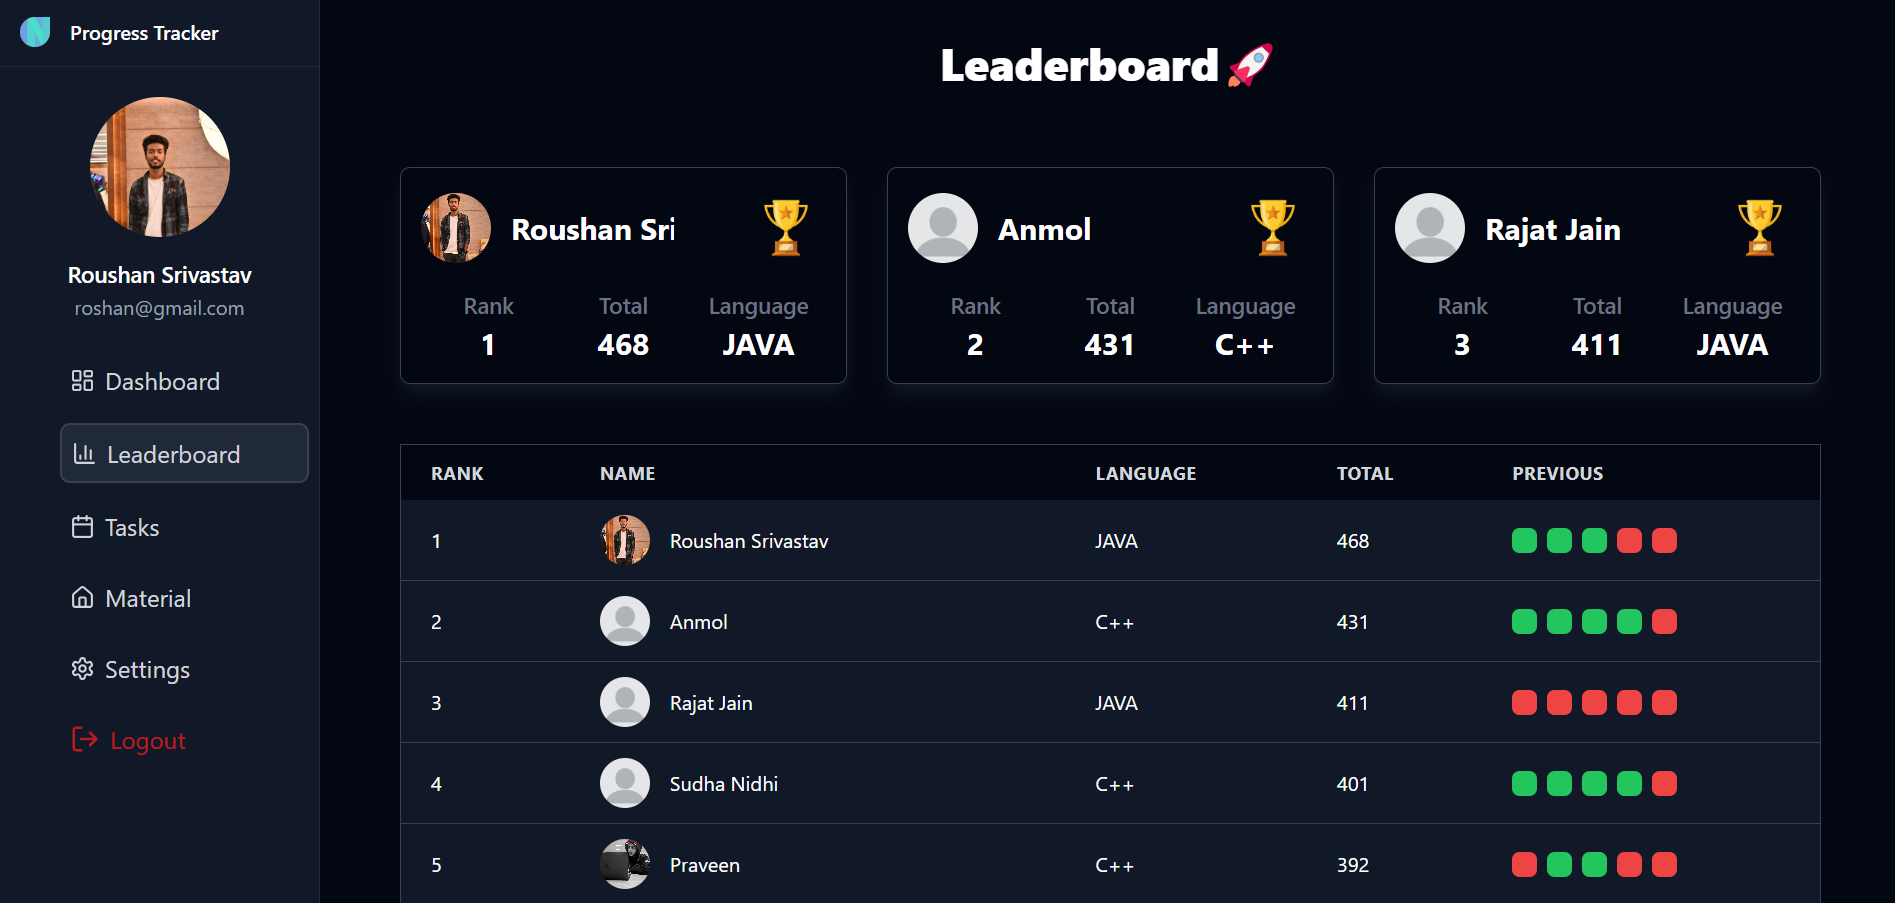 Progress Tracker
Roushan Srivastav
roshan@gmail.com
Dashboard
Leaderboard
Tasks
Material
Settings
Logout
Leaderboard
Roushan Sri
Rank Total Language
1 468 JAVA
Anmol
Rank Total Language
2 431 C++
Rajat Jain
Rank Total Language
3 411 JAVA
RANK NAME LANGUAGE TOTAL PREVIOUS
1 Roushan Srivastav JAVA 468
2 Anmol C++ 431
3 Rajat Jain JAVA 411
4 Sudha Nidhi C++ 401
5 Praveen C++ 392